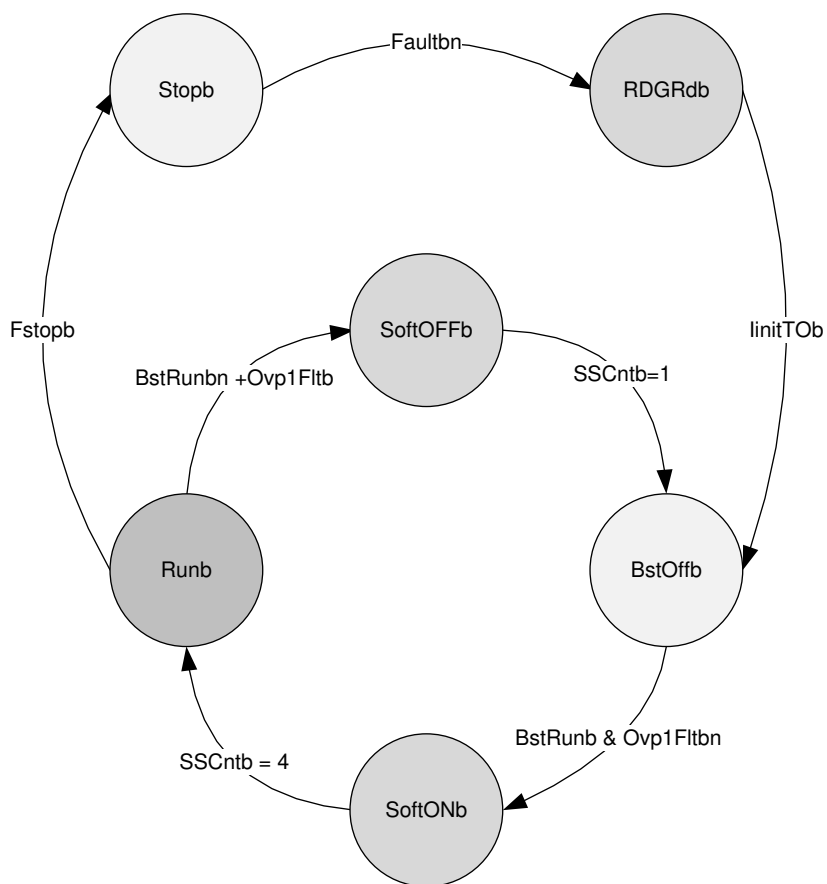 Faultbn
Stopb
RDGRdb
Fstopb
SoftOFFb
IinitTOb
BstRunbn +Ovp1Fltb
SSCntb=1
Runb
BstOffb
BstRunb & Ovp1Fltbn
SSCntb = 4
SoftONb